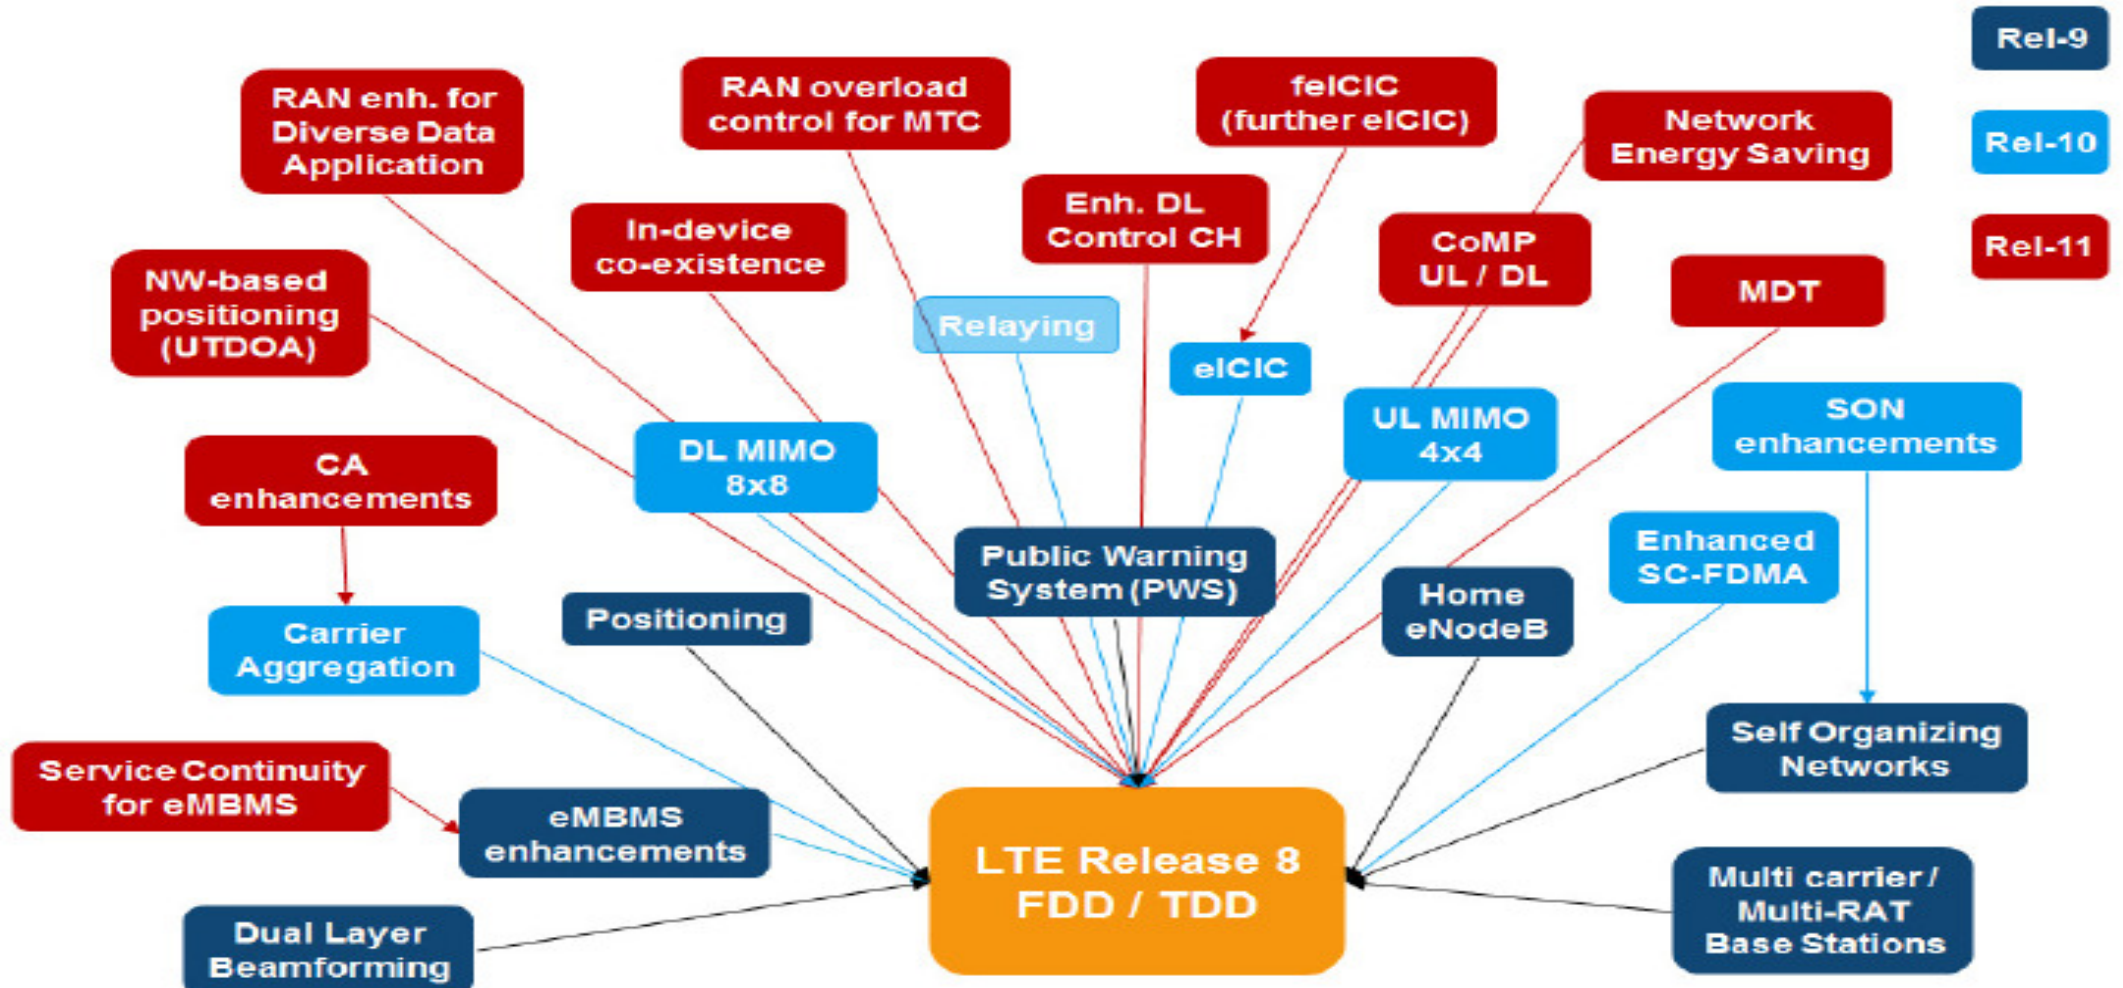 Rel-9
RAN enh. for
Diverse Data
Application
RAN overload
control for MTC
feICIC
(further eICIC)
Network
Energy Saving
Rel-10
In-device
co-existence
Enh. DL
Control CH
CoMP
UL / DL
Rel-11
NW-based
positioning
(UTDOA)
Relaying
eICIC
MDT
CA
enhancements
DL MIMO
8x8
UL MIMO
4x4
SON
enhancements
Public Warning
System (PWS)
Enhanced
SC-FDMA
Carrier
Aggregation
Positioning
Home
eNodeB
Service Continuity
for eMBMS
eMBMS
enhancements
Self Organizing
Networks
Dual Layer
Beamforming
LTE Release 8
FDD / TDD
Multi carrier /
Multi-RAT
Base Stations